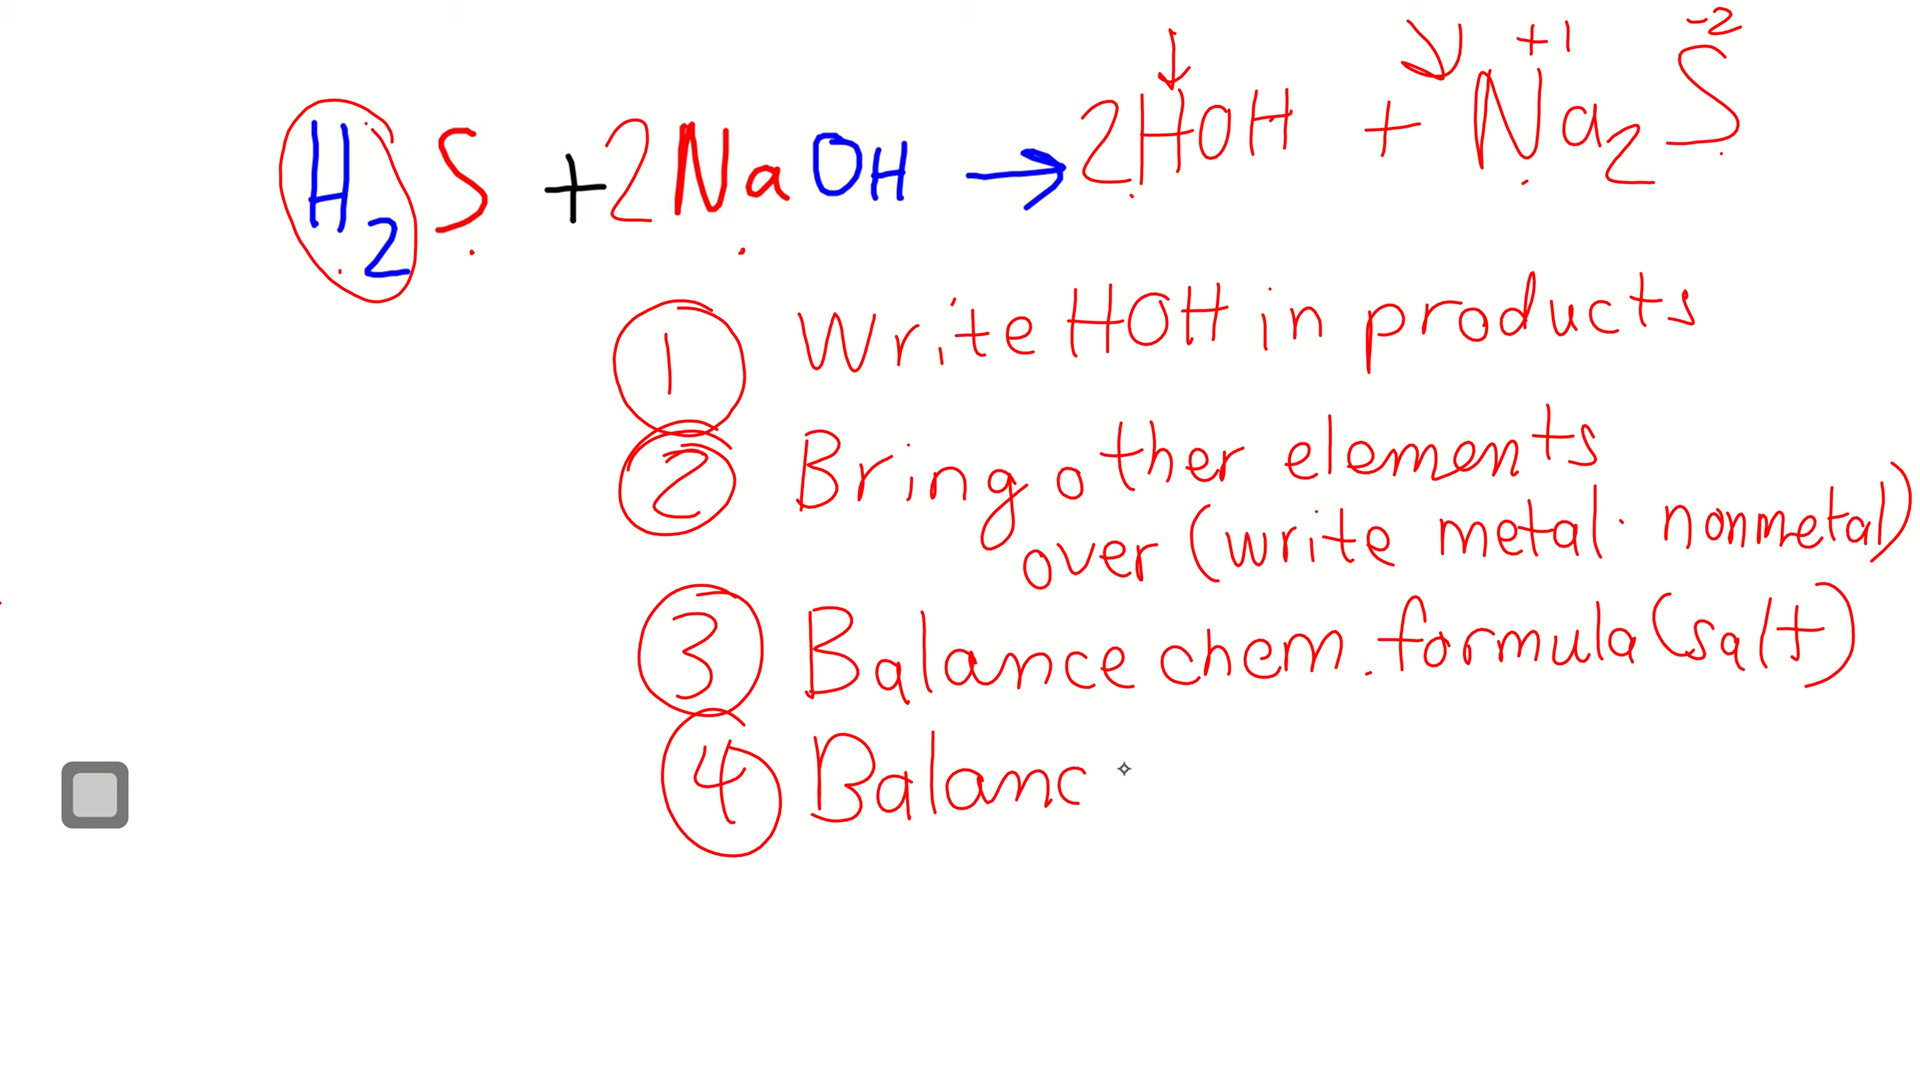 H2S + 2NaOH → 2HOH + Na2S
+1 -2
1 Write HOH in products
2 Bring other elements
over (write metal. nonmetal)
3 Balance chem. formula (salt)
4 Balanc